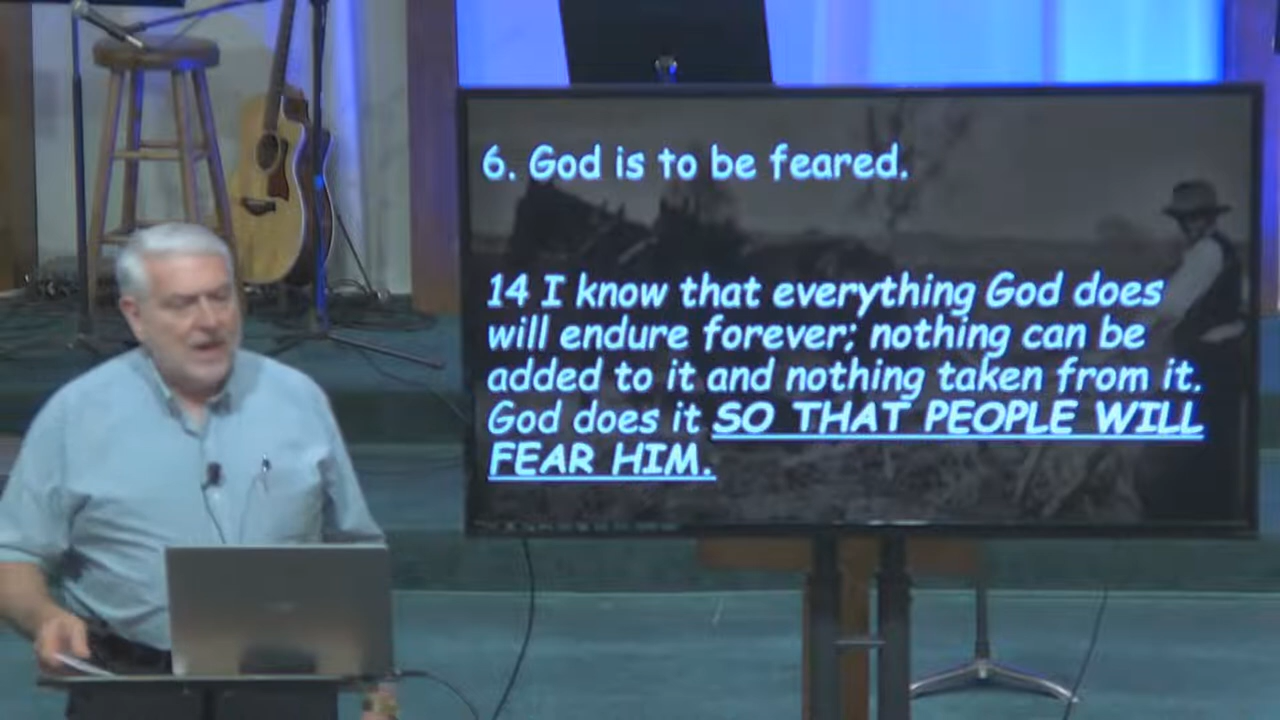 6. God is to be feared.
14 I know that everything God does
will endure forever; nothing can be
added to it and nothing taken from it.
God does it SO THAT PEOPLE WILL
FEAR HIM.